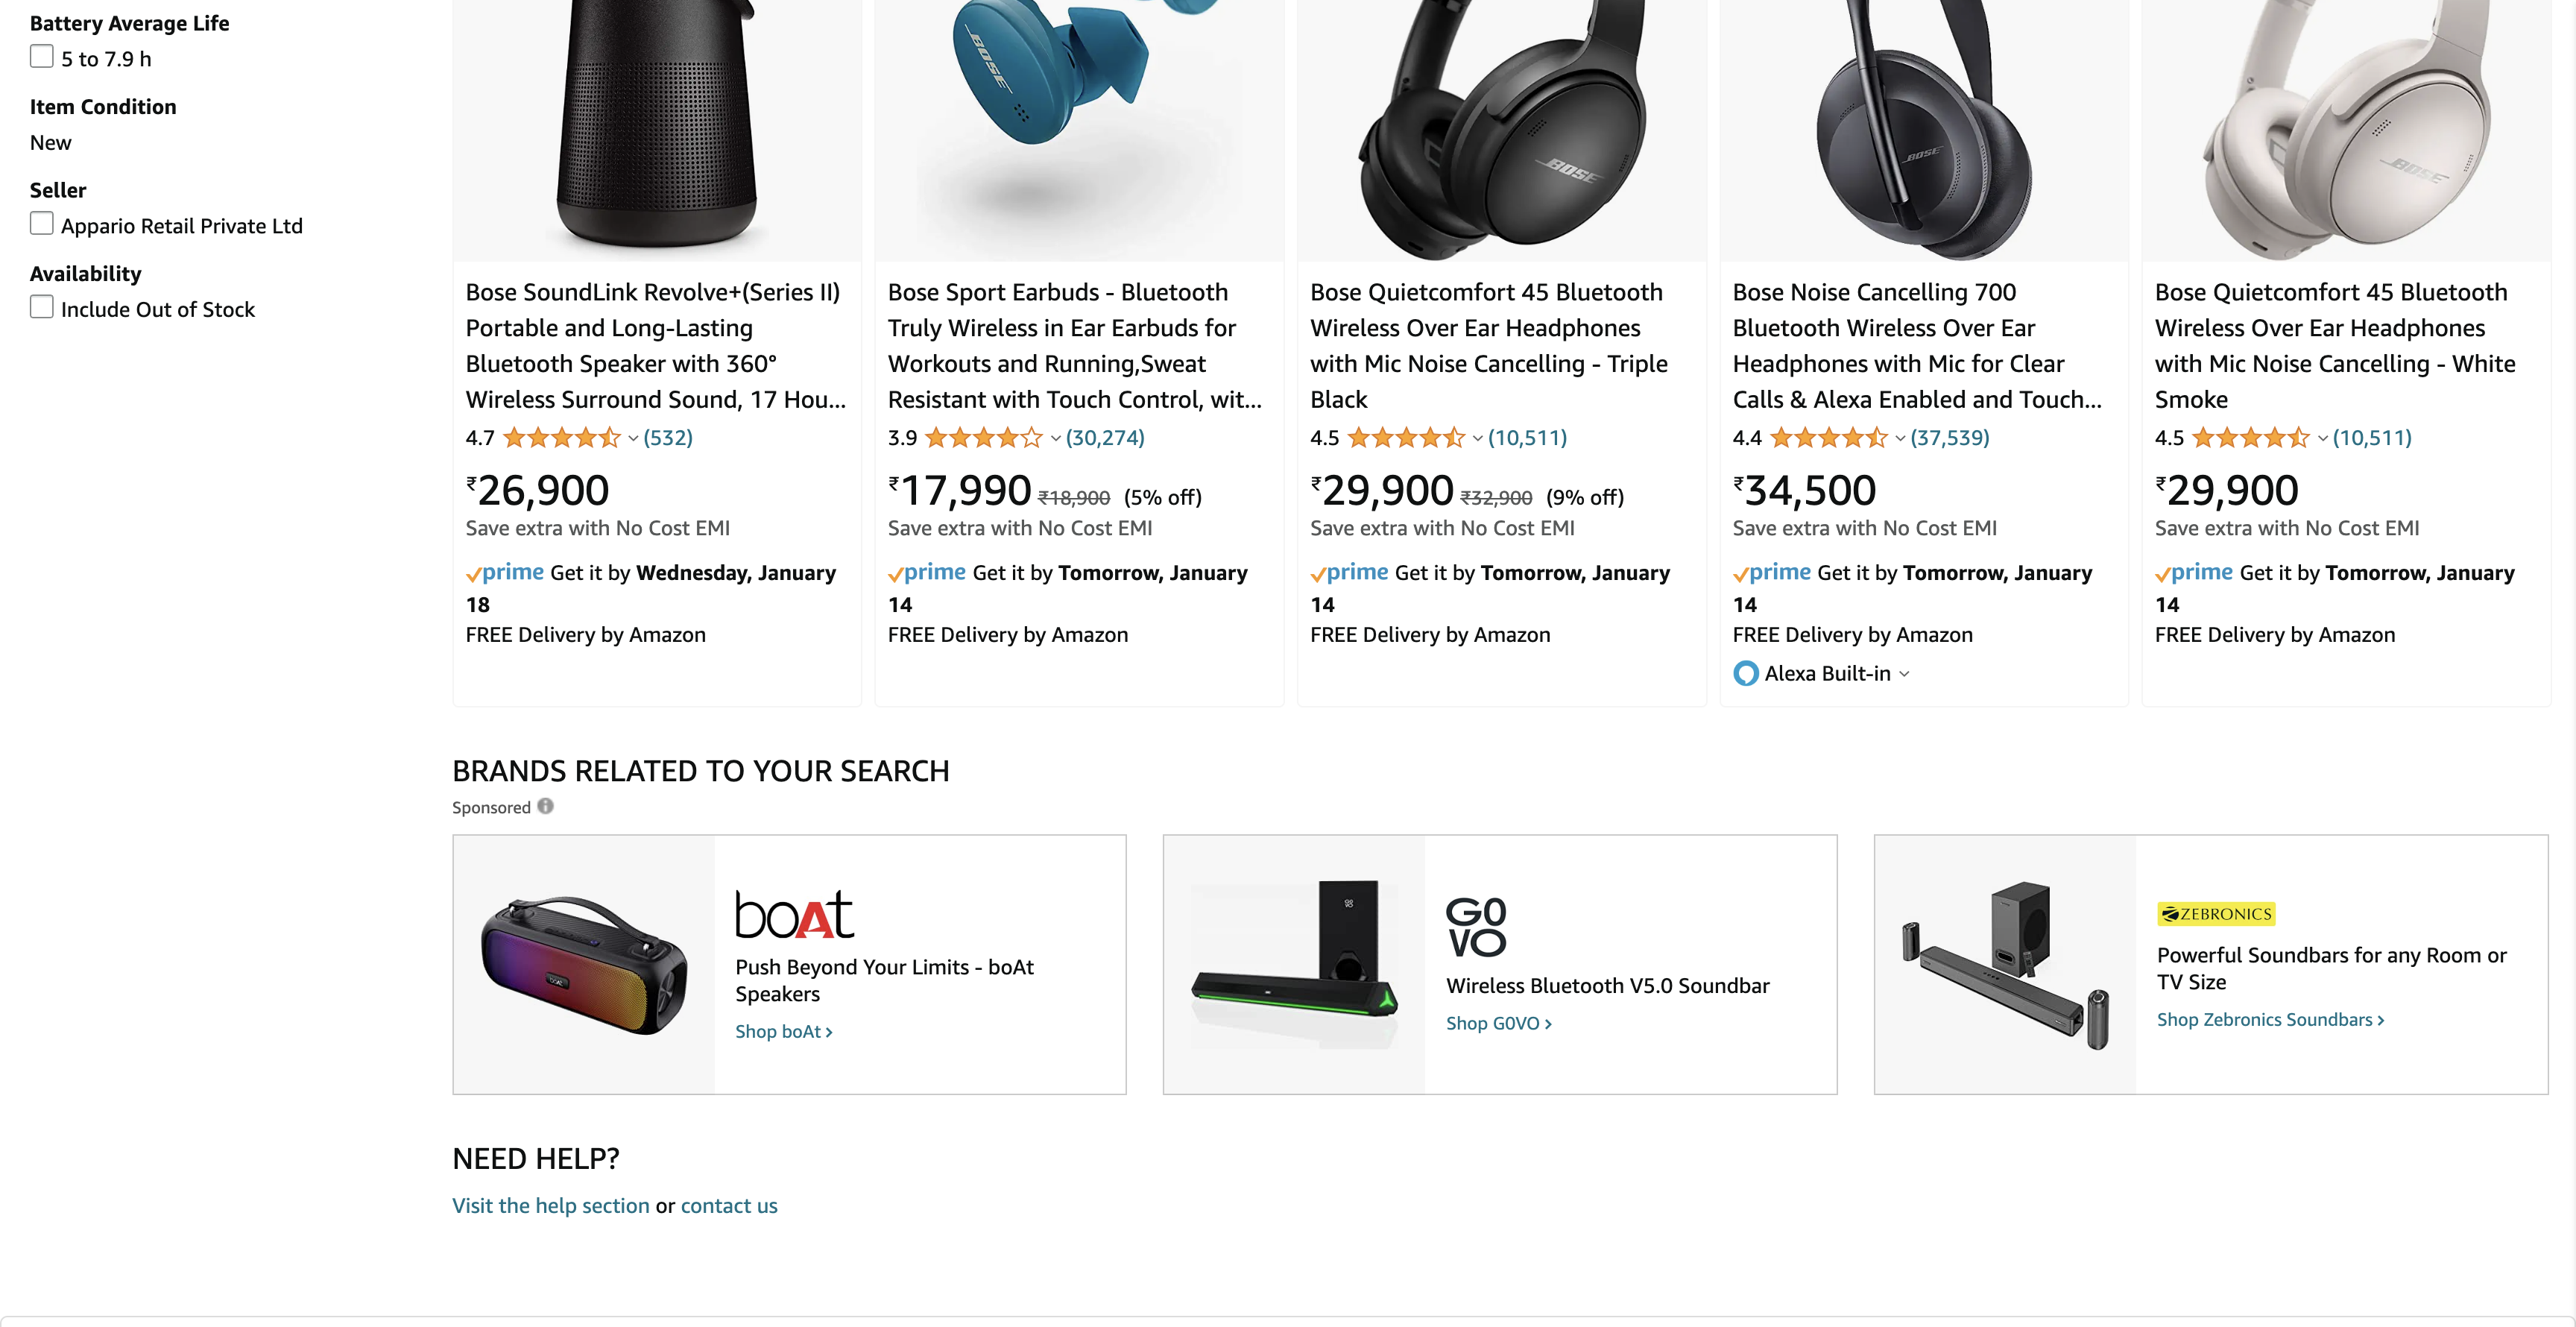 Battery Average Life
5 to 7.9 h
Item Condition
New
Seller
Appario Retail Private Ltd
Availability
Include Out of Stock
BOSE
BOSE
BOSE
BOSE
Bose SoundLink Revolve+(Series II)
Portable and Long-Lasting
Bluetooth Speaker with 360°
Wireless Surround Sound, 17 Hou...
4.7 (532)
₹26,900
Save extra with No Cost EMI
prime Get it by Wednesday, January
18
FREE Delivery by Amazon
Bose Sport Earbuds - Bluetooth
Truly Wireless in Ear Earbuds for
Workouts and Running,Sweat
Resistant with Touch Control, wit...
3.9 (30,274)
₹17,990 ₹18,900 (5% off)
Save extra with No Cost EMI
prime Get it by Tomorrow, January
14
FREE Delivery by Amazon
Bose Quietcomfort 45 Bluetooth
Wireless Over Ear Headphones
with Mic Noise Cancelling - Triple
Black
4.5 (10,511)
₹29,900 ₹32,900 (9% off)
Save extra with No Cost EMI
prime Get it by Tomorrow, January
14
FREE Delivery by Amazon
Bose Noise Cancelling 700
Bluetooth Wireless Over Ear
Headphones with Mic for Clear
Calls & Alexa Enabled and Touch...
4.4 (37,539)
₹34,500
Save extra with No Cost EMI
prime Get it by Tomorrow, January
14
FREE Delivery by Amazon
Alexa Built-in
Bose Quietcomfort 45 Bluetooth
Wireless Over Ear Headphones
with Mic Noise Cancelling - White
Smoke
4.5 (10,511)
₹29,900
Save extra with No Cost EMI
prime Get it by Tomorrow, January
14
FREE Delivery by Amazon
BRANDS RELATED TO YOUR SEARCH
Sponsored
boAt
boAt
Push Beyond Your Limits - boAt
Speakers
Shop boAt
GO
VO
Wireless Bluetooth V5.0 Soundbar
Shop G0VO
ZEBRONICS
Powerful Soundbars for any Room or
TV Size
Shop Zebronics Soundbars
NEED HELP?
Visit the help section or contact us